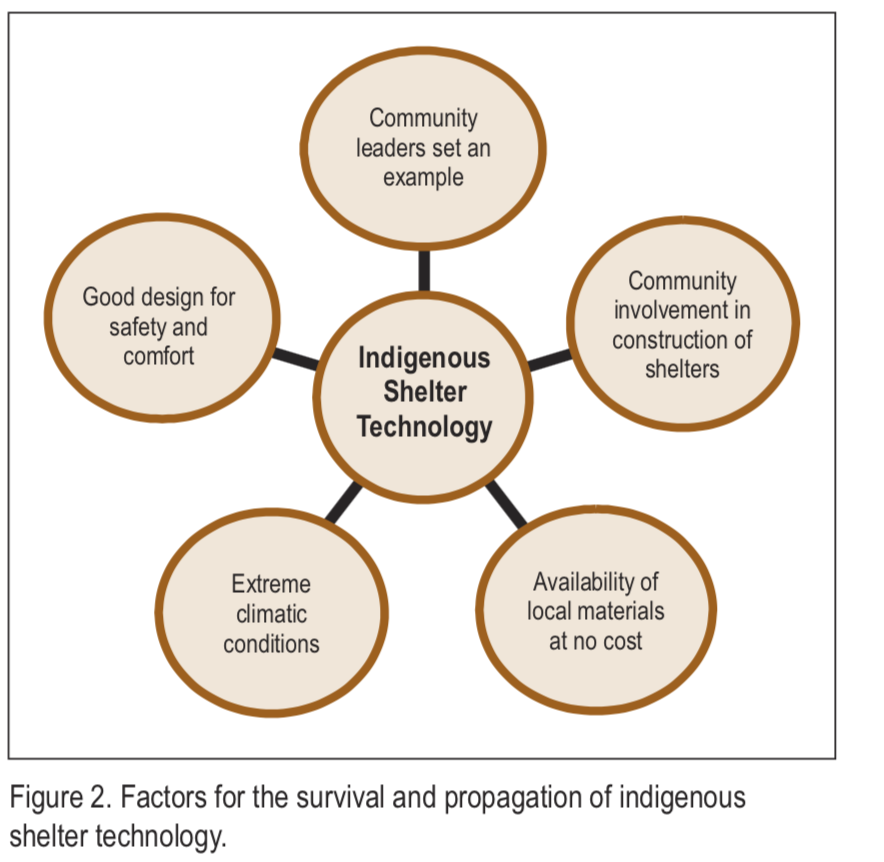 Community
leaders set an
example
Good design for
safety and
comfort
Community
involvement in
construction of
shelters
Indigenous
Shelter
Technology
Extreme
climatic
conditions
Availability of
local materials
at no cost
Figure 2. Factors for the survival and propagation of indigenous
shelter technology.